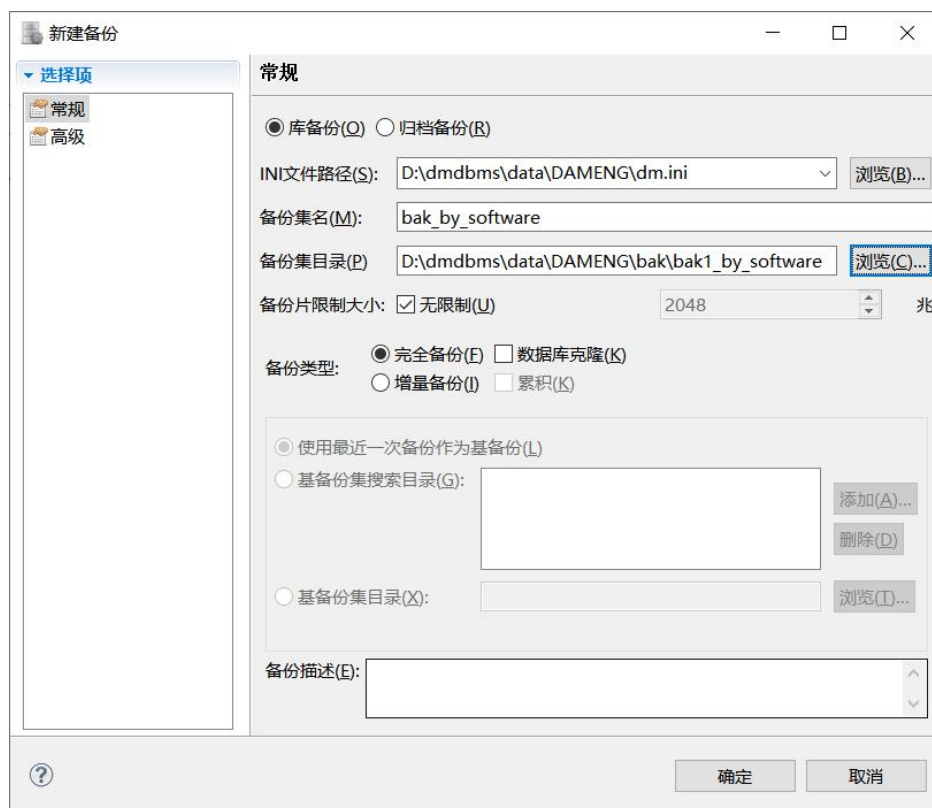 新建备份
选择项
常规
高级
常规
库备份(O) 归档备份(R)
INI文件路径(S): D:\dmdbms\data\DAMENG\dm.ini 浏览(B)...
备份集名(M): bak_by_software
备份集目录(P) D:\dmdbms\data\DAMENG\bak\bak1_by_software 浏览(C)...
备份片限制大小: 无限制(U) 2048 兆
备份类型: 完全备份(F) 数据库克隆(K)
增量备份(I) 累积(K)
使用最近一次备份作为基备份(L)
基备份集搜索目录(G):
添加(A)...
删除(D)
基备份集目录(X): 浏览(T)...
备份描述(E):
确定 取消